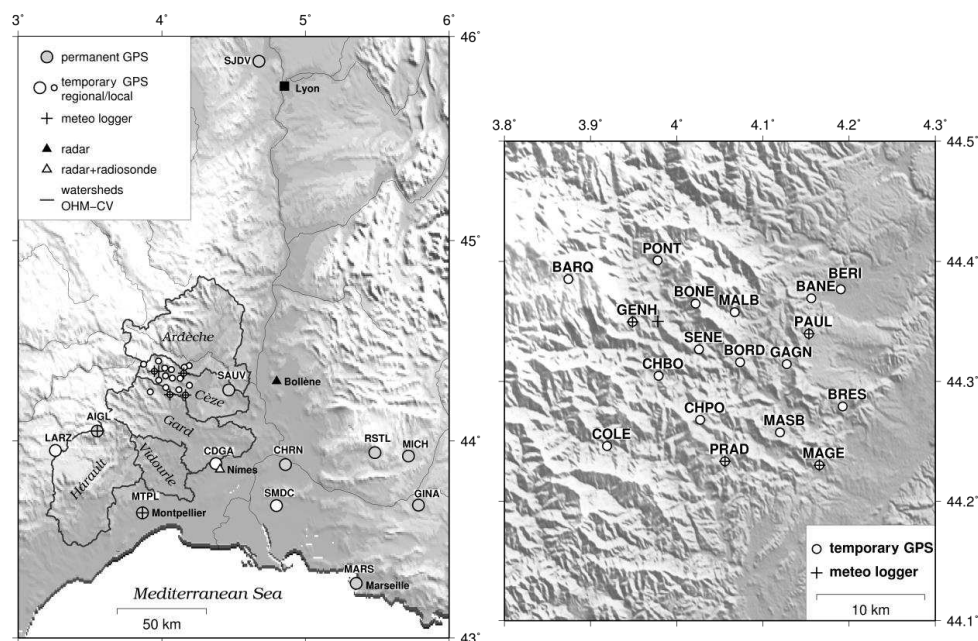 3˚
4˚
5˚
6˚
46˚
45˚
44˚
43˚
permanent GPS
temporary GPS
regional/local
meteo logger
radar
radar+radiosonde
watersheds
OHM−CV
SJDV
Lyon
Ardèche
Bollène
SAUV
Cèze
AIGL
LARZ
Gard
CDGA
Nîmes
CHRN
RSTL
MICH
Hérault
Vidourle
MTPL
Montpellier
SMDC
GINA
MARS
Marseille
Mediterranean Sea
50 km
3.8
3.9
4.
4.1
4.2
4.3
44.5
44.4
44.3
44.2
44.1
PONT
BARQ
BERI
BANE
BONE
MALB
GENH
PAUL
SENE
BORD
GAGN
CHBO
BRES
CHPO
MASB
COLE
PRAD
MAGE
temporary GPS
meteo logger
10 km